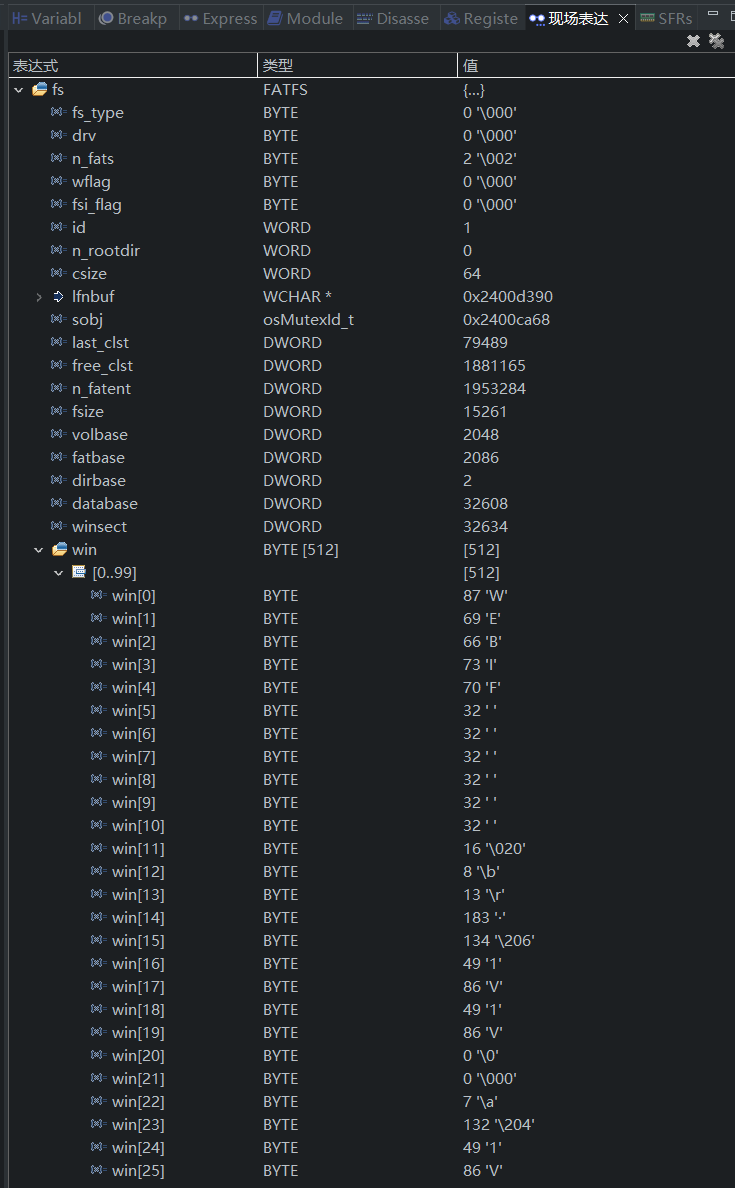 Variabl Breakp Express Module Disasse Registe 现场表达 SFRs
表达式 类型 值
fs FATFS {...}
fs_type BYTE 0 '\000'
drv BYTE 0 '\000'
n_fats BYTE 2 '\002'
wflag BYTE 0 '\000'
fsi_flag BYTE 0 '\000'
id WORD 1
n_rootdir WORD 0
csize WORD 64
lfnbuf WCHAR * 0x2400d390
sobj osMutexId_t 0x2400ca68
last_clst DWORD 79489
free_clst DWORD 1881165
n_fatent DWORD 1953284
fsize DWORD 15261
volbase DWORD 2048
fatbase DWORD 2086
dirbase DWORD 2
database DWORD 32608
winsect DWORD 32634
win BYTE [512] [512]
[0..99] [512]
win[0] BYTE 87 'W'
win[1] BYTE 69 'E'
win[2] BYTE 66 'B'
win[3] BYTE 73 'I'
win[4] BYTE 70 'F'
win[5] BYTE 32 ' '
win[6] BYTE 32 ' '
win[7] BYTE 32 ' '
win[8] BYTE 32 ' '
win[9] BYTE 32 ' '
win[10] BYTE 32 ' '
win[11] BYTE 16 '\020'
win[12] BYTE 8 '\b'
win[13] BYTE 13 '\r'
win[14] BYTE 183 '·'
win[15] BYTE 134 '\206'
win[16] BYTE 49 '1'
win[17] BYTE 86 'V'
win[18] BYTE 49 '1'
win[19] BYTE 86 'V'
win[20] BYTE 0 '\0'
win[21] BYTE 0 '\000'
win[22] BYTE 7 '\a'
win[23] BYTE 132 '\204'
win[24] BYTE 49 '1'
win[25] BYTE 86 'V'